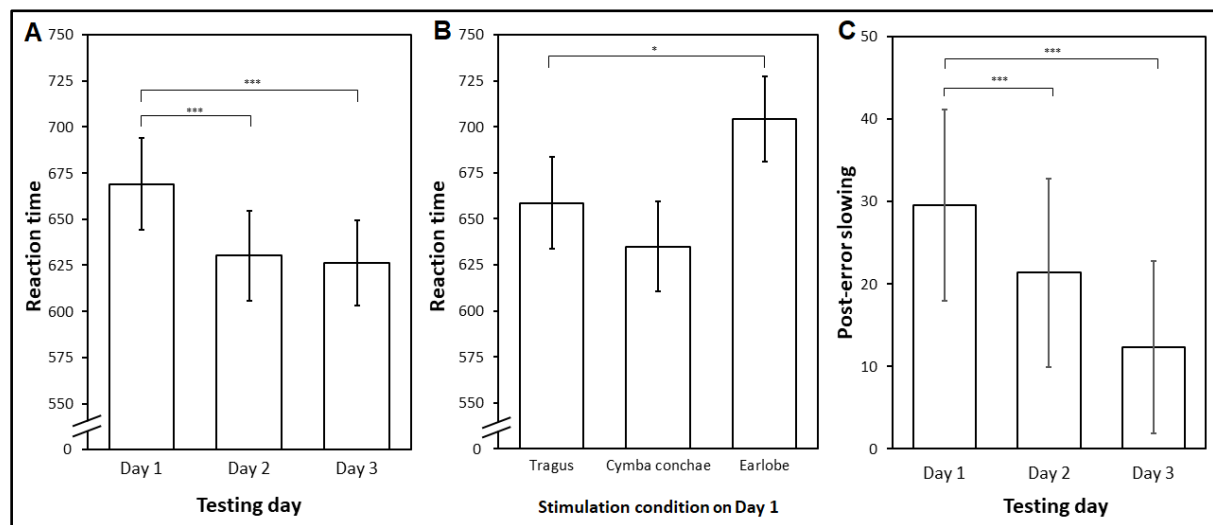 A
Reaction time
750
725
700
675
650
625
600
575
550
0
***
***
Day 1
Day 2
Day 3
Testing day
B
Reaction time
750
725
700
675
650
625
600
575
550
0
*
Tragus
Cymba conchae
Earlobe
Stimulation condition on Day 1
C
Post-error slowing
50
40
30
20
10
0
***
***
Day 1
Day 2
Day 3
Testing day